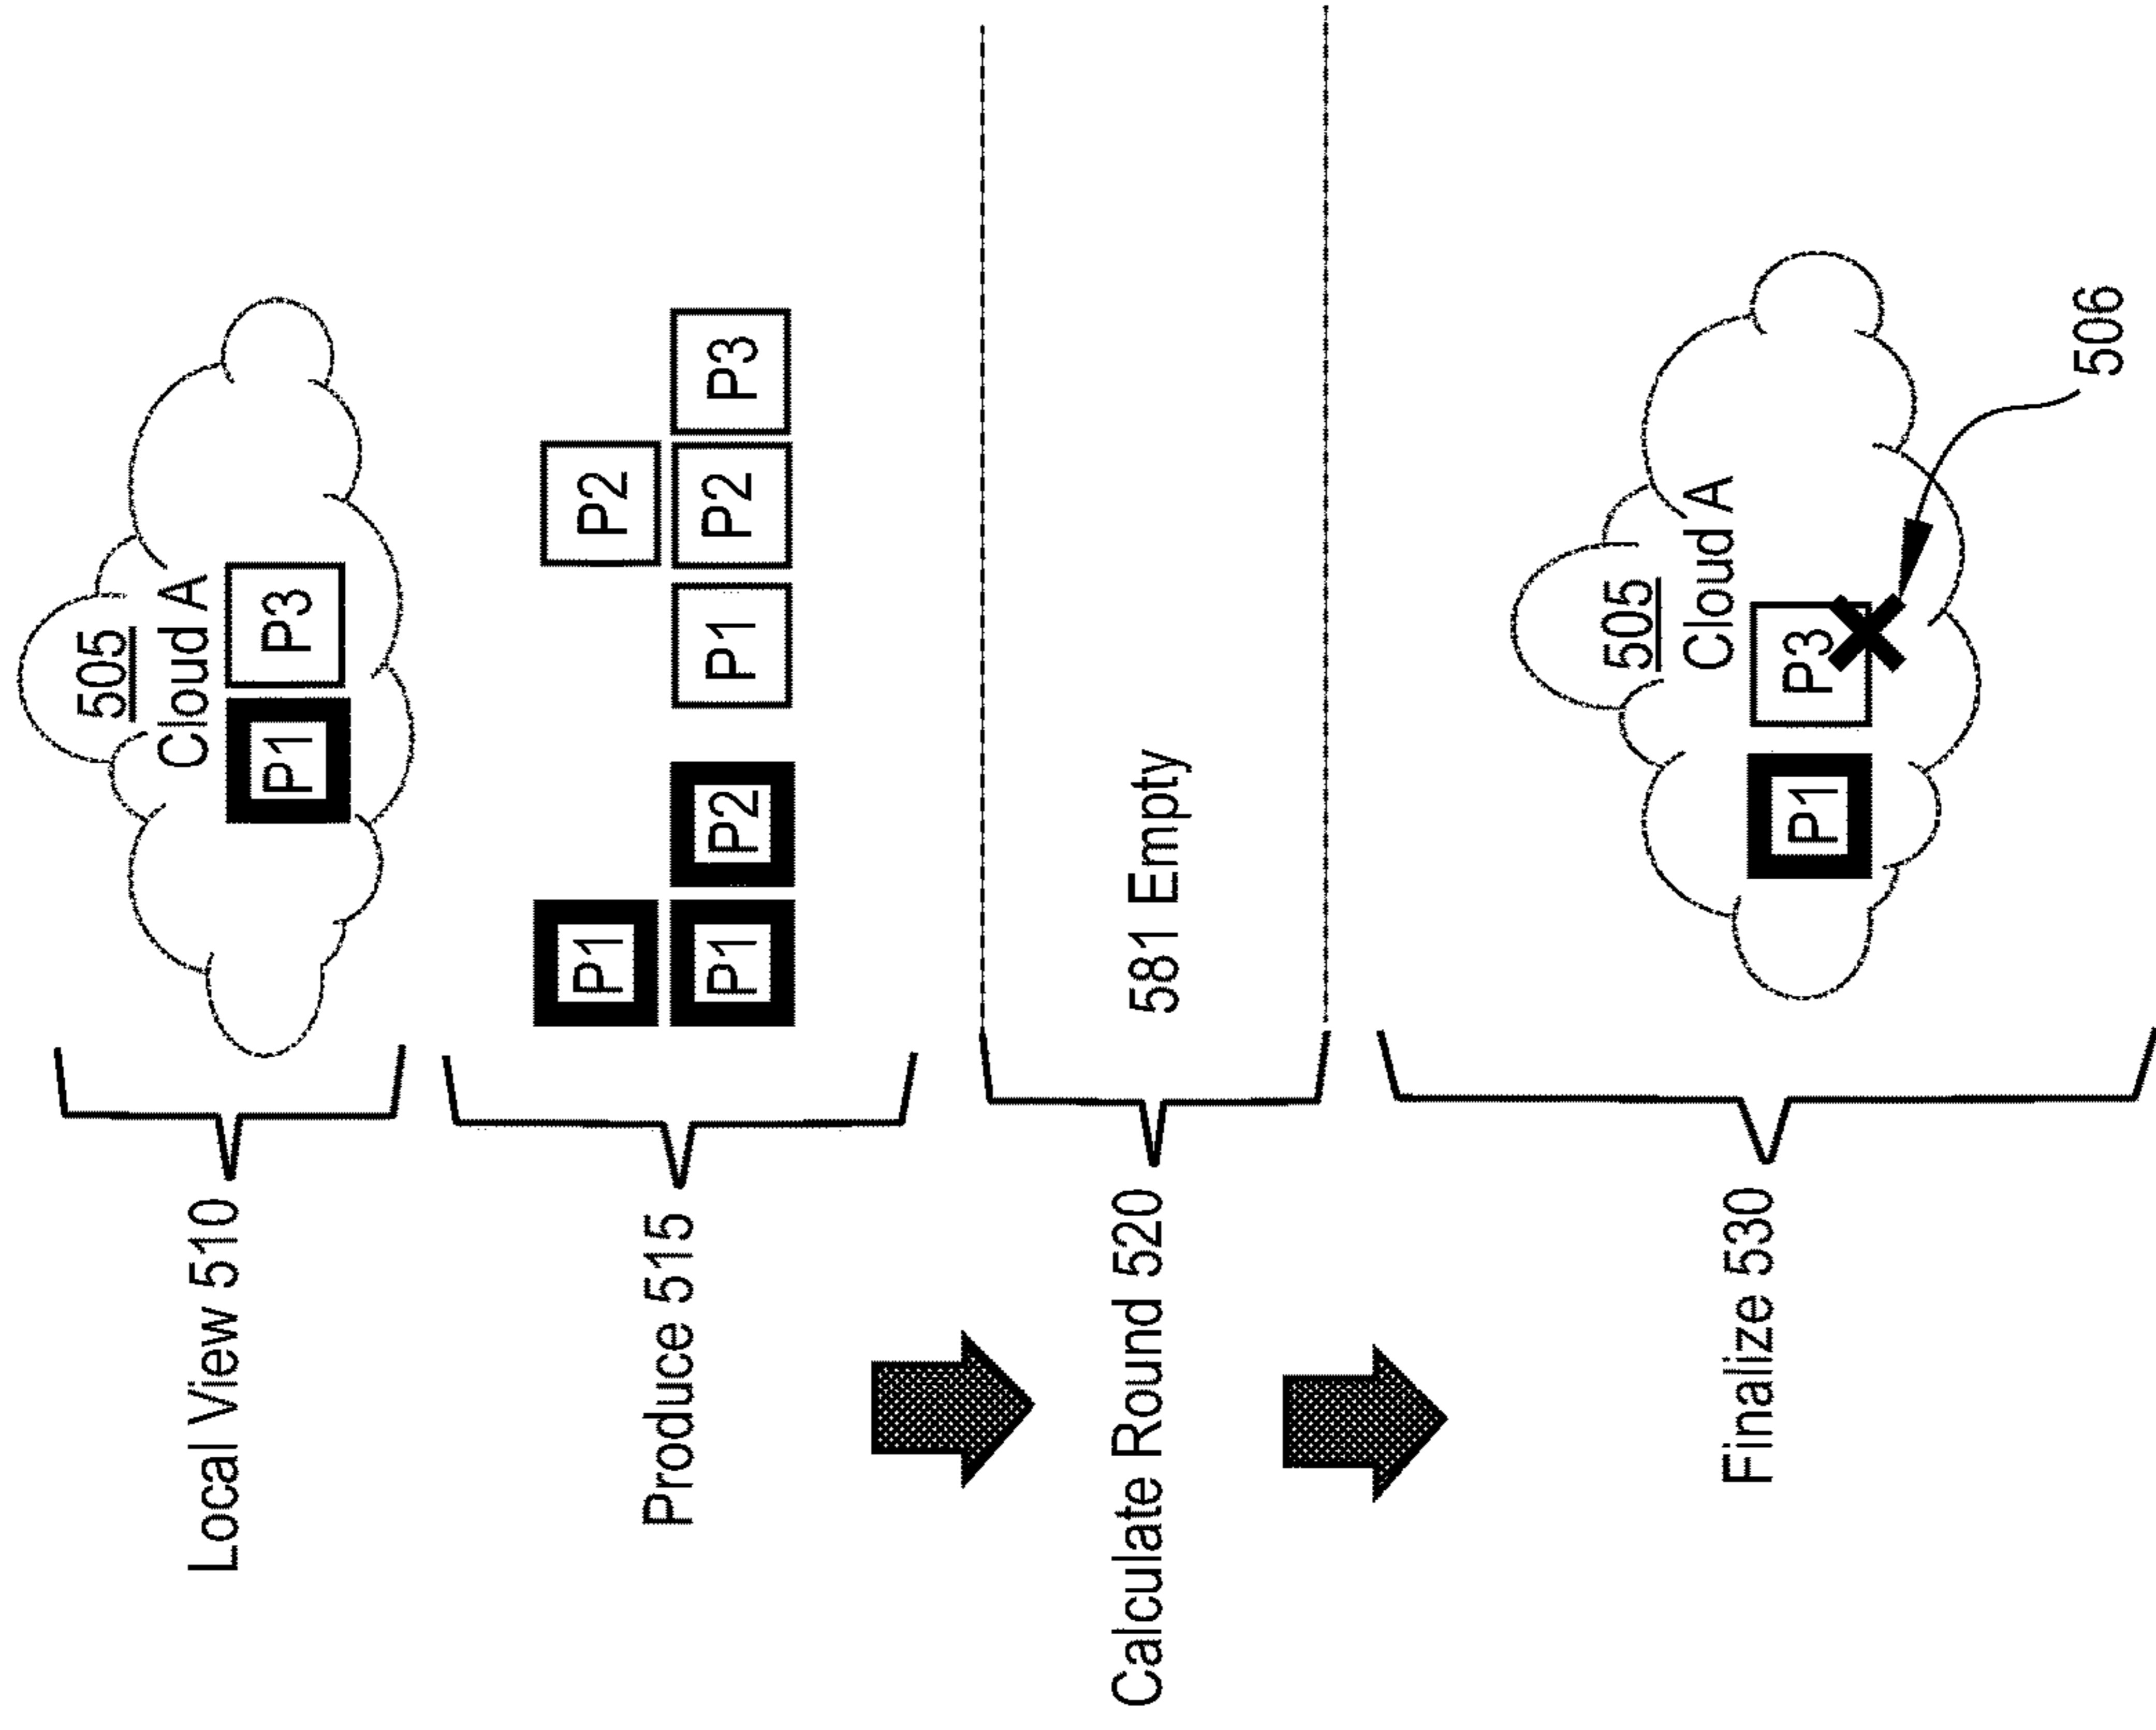 Local View 510
505
Cloud A
P1 P3
Produce 515
P1 P2
P1 P2 P1 P2 P3
Calculate Round 520
581 Empty
Finalize 530
505
Cloud A
P1 P3
506